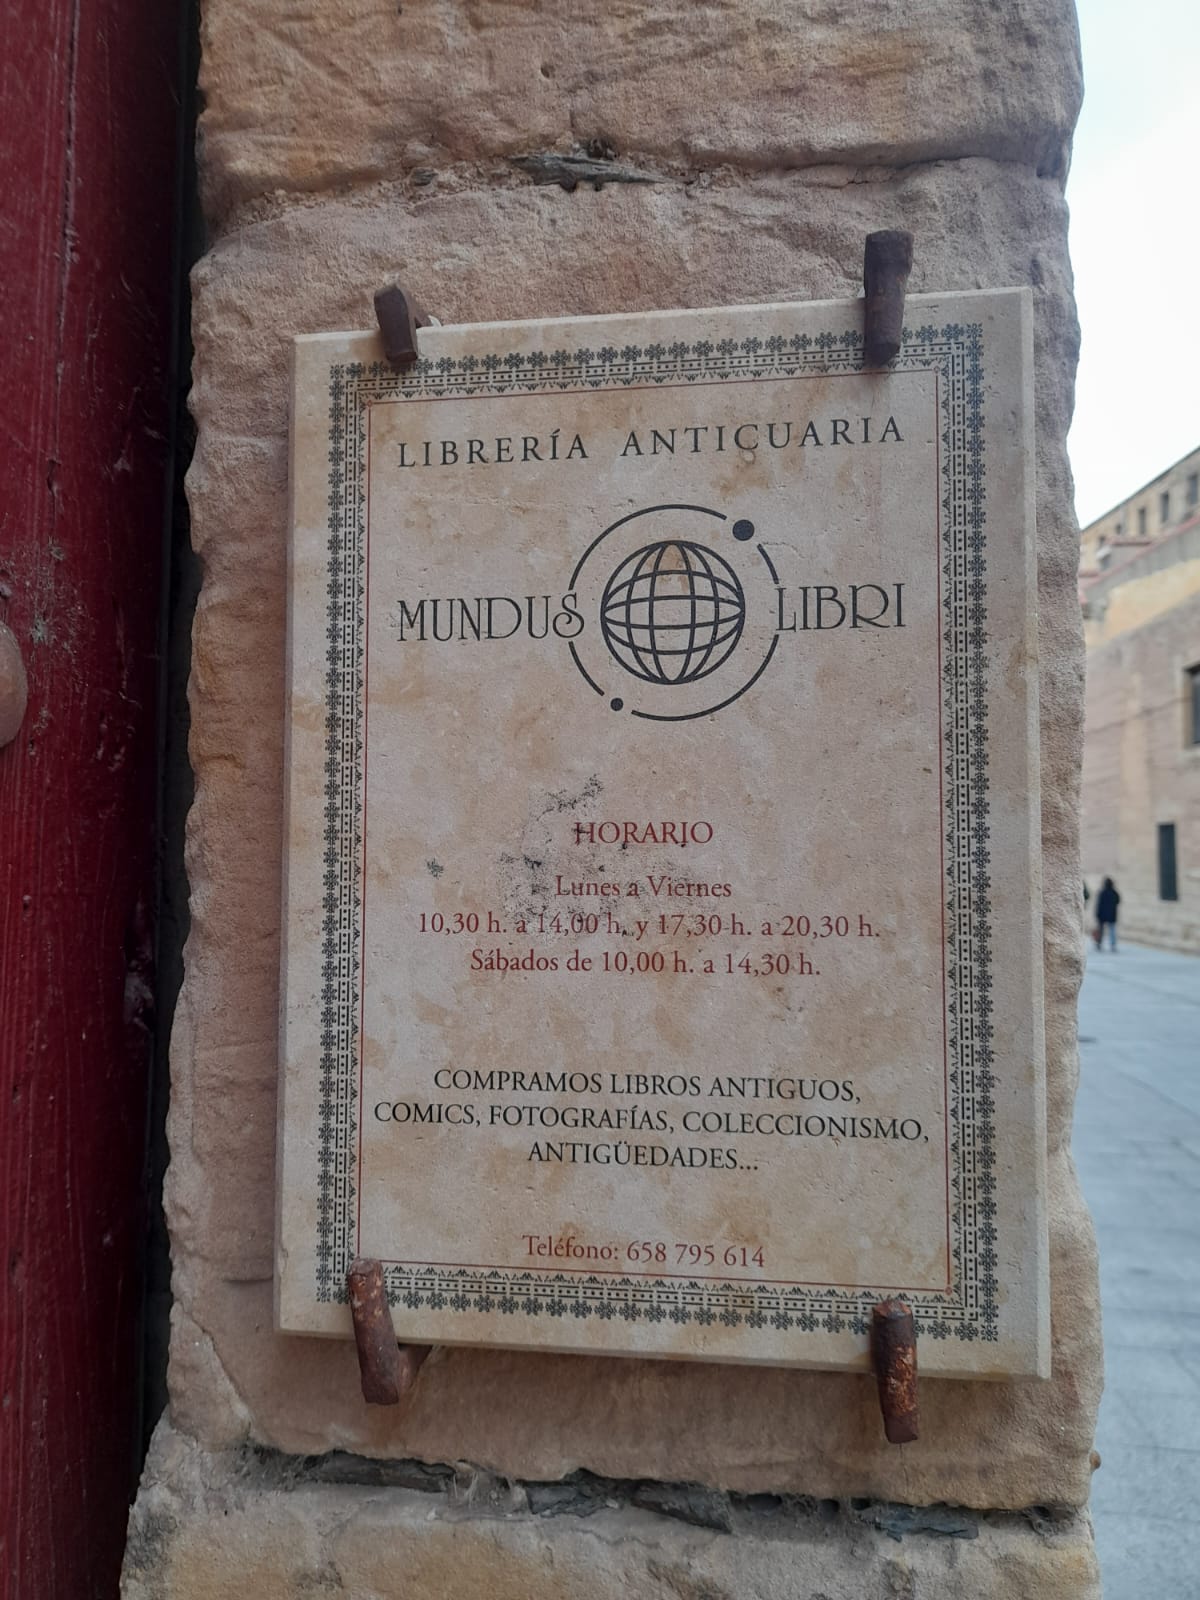 LIBRERÍA ANTICUARIA
MUNDUS LIBRI
HORARIO
Lunes a Viernes
10,30 h. a 14,00 h. y 17,30 h. a 20,30 h.
Sábados de 10,00 h. a 14,30 h.
COMPRAMOS LIBROS ANTIGUOS,
COMICS, FOTOGRAFÍAS, COLECCIONISMO,
ANTIGÜEDADES...
Teléfono: 658 795 614